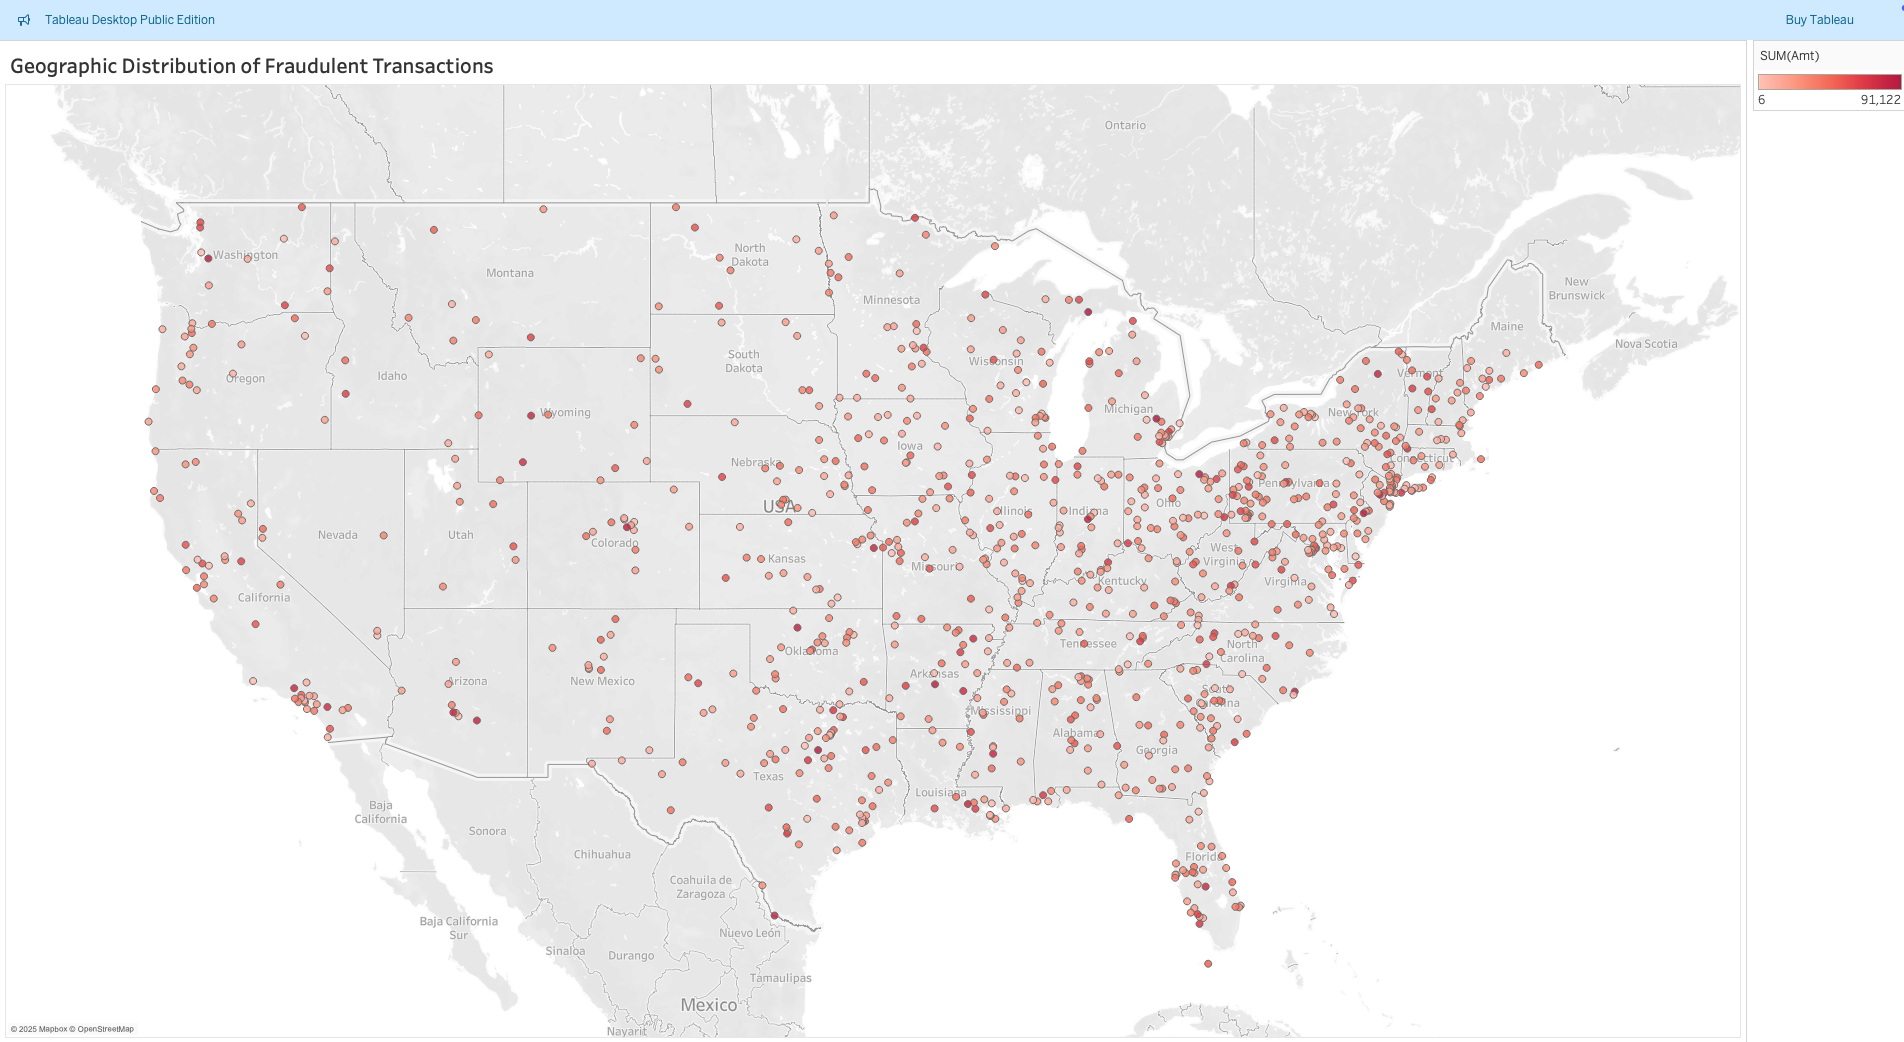 Tableau Desktop Public Edition
Buy Tableau
Geographic Distribution of Fraudulent Transactions
SUM(Amt)
6
91,122
Ontario
Washington
Montana
North
Dakota
Minnesota
New
Brunswick
Maine
Nova Scotia
South
Dakota
Wisconsin
Vermont
Oregon
Idaho
Wyoming
Michigan
New York
Iowa
Nebraska
Connecticut
Pennsylvania
USA
Illinois
Indiana
Ohio
Nevada
Utah
Colorado
Kansas
Missouri
West
Virginia
Kentucky
Virginia
California
Tennessee
North
Carolina
Oklahoma
Arizona
New Mexico
Arkansas
South
Carolina
Mississippi
Alabama
Georgia
Texas
Louisiana
Baja
California
Sonora
Chihuahua
Florida
Coahuila de
Zaragoza
Baja California
Sur
Nuevo León
Sinaloa
Durango
Tamaulipas
Mexico
Nayarit
© 2025 Mapbox © OpenStreetMap